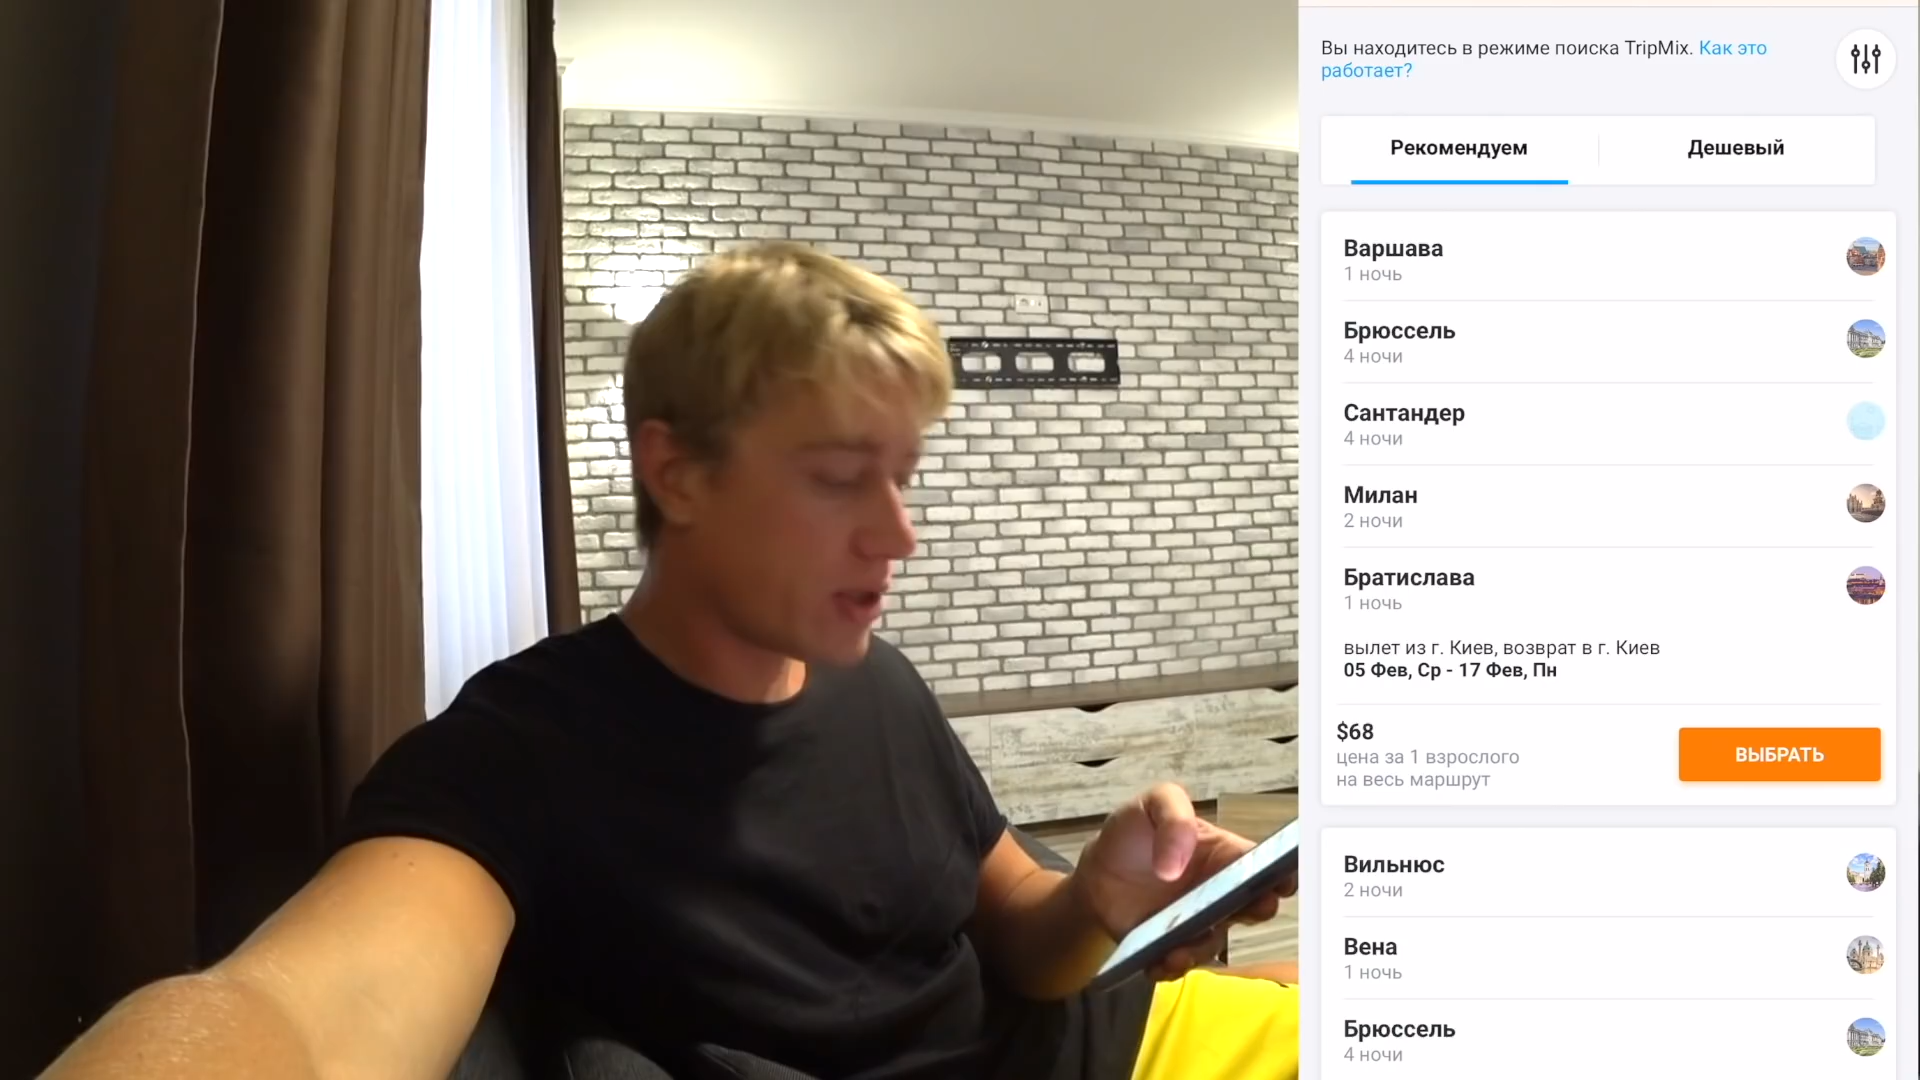 Вы находитесь в режиме поиска TripMix. Как это
работает?
Рекомендуем
Дешевый
Варшава
1 ночь
Брюссель
4 ночи
Сантандер
4 ночи
Милан
2 ночи
Братислава
1 ночь
вылет из г. Киев, возврат в г. Киев
05 Фев, Ср - 17 Фев, Пн
$68
цена за 1 взрослого
на весь маршрут
ВЫБРАТЬ
Вильнюс
2 ночи
Вена
1 ночь
Брюссель
4 ночи